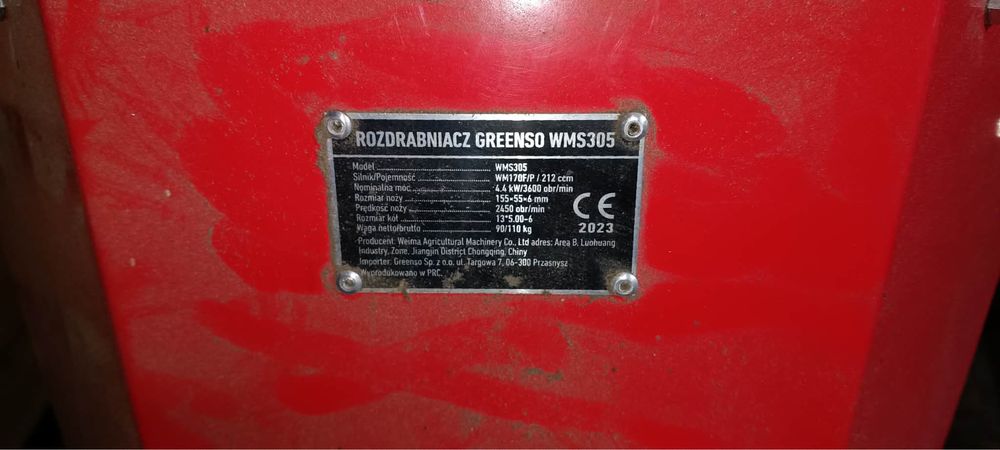 ROZDRABNIACZ GREENSO WMS305
Model WMS305
Silnik/Pojemność WM170F/P / 212 ccm
Nominalna moc 4.4 kW/3600 obr/min
Rozmiar noży 155×55×6 mm
Prędkość noży 2450 obr/min
Rozmiar kół 13*5.00-6
Waga netto/brutto 90/110 kg
CE
2023
Producent: Weima Agricultural Machinery Co., Ltd adres: Area B. Luohuang
Industry, Zone, Jiangjin District Chongqing, Chiny
Importer: Greenso Sp. z o.o. ul. Targowa 7, 06-300 Przasnysz
Wyprodukowano w PRC.